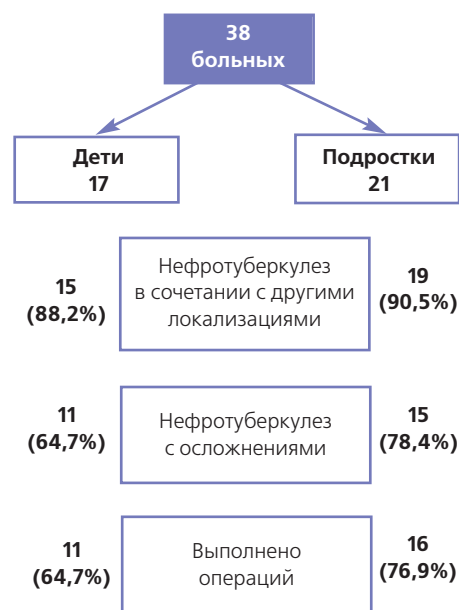 38
больных
Дети
17
Подростки
21
15
(88,2%)
Нефротуберкулез
в сочетании с другими
локализациями
19
(90,5%)
11
(64,7%)
Нефротуберкулез
с осложнениями
15
(78,4%)
11
(64,7%)
Выполнено
операций
16
(76,9%)